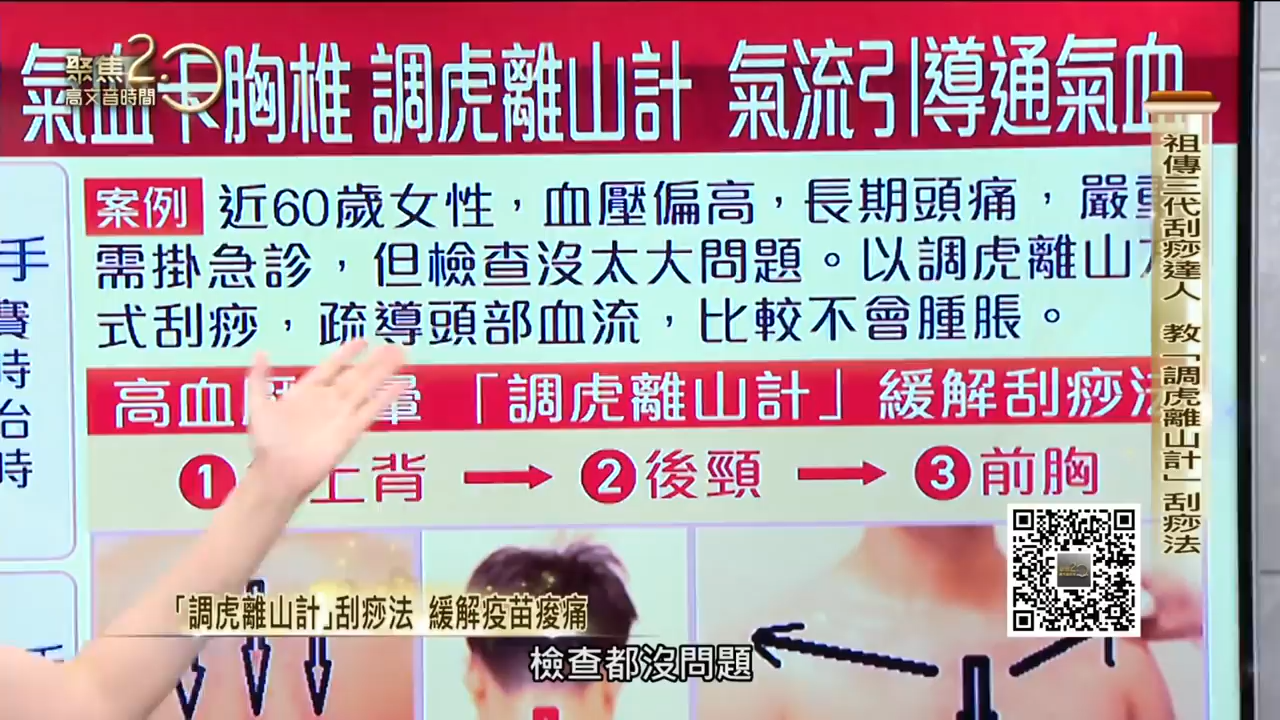 氣血卡胸椎 調虎離山計 氣流引導通氣血
聚焦2.0
高文音時間
案例 近60歲女性，血壓偏高，長期頭痛，嚴重
需掛急診，但檢查沒太大問題。以調虎離山
式刮痧，疏導頭部血流，比較不會腫脹。
高血壓 暈 「調虎離山計」緩解刮痧法
1 上背
2 後頸
3 前胸
手
賽
時
治
時
祖傳三代刮痧達人 教「調虎離山計」刮痧法
「調虎離山計」刮痧法 緩解疫苗痠痛
檢查都沒問題